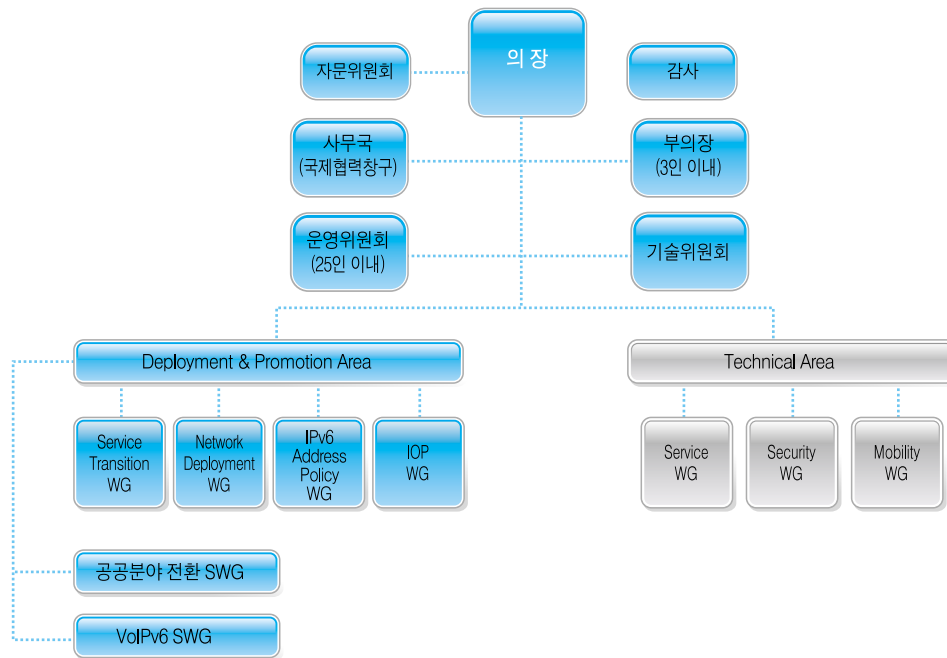 의 장
자문위원회
감사
사무국
(국제협력창구)
부의장
(3인 이내)
운영위원회
(25인 이내)
기술위원회
Deployment & Promotion Area
Technical Area
Service
Transition
WG
Network
Deployment
WG
IPv6
Address
Policy
WG
IOP
WG
Service
WG
Security
WG
Mobility
WG
공공분야 전환 SWG
VoIPv6 SWG